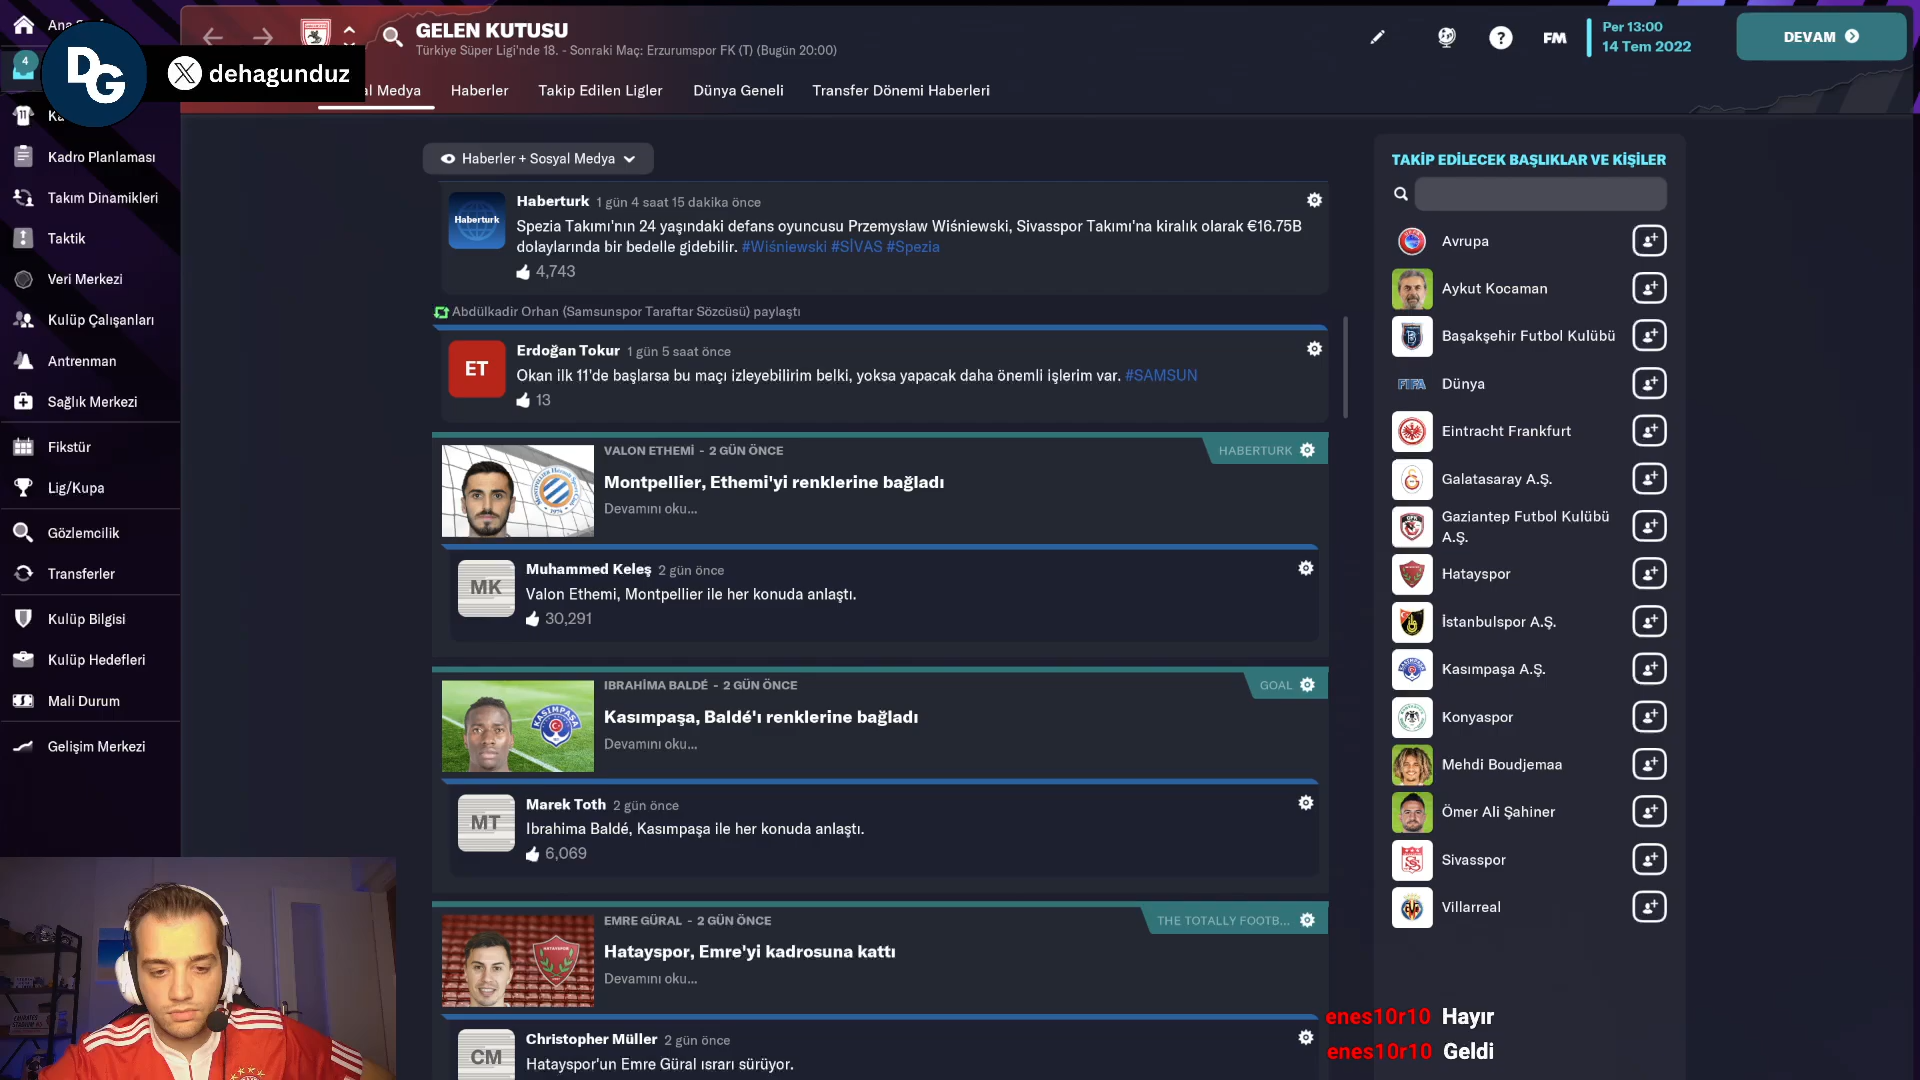 Ana
GELEN KUTUSU
Türkiye Süper Ligi'nde 18. - Sonraki Maç: Erzurumspor FK (T) (Bugün 20:00)
FM
Per 13:00
14 Tem 2022
DEVAM
4
DG
dehagunduz
al Medya
Haberler
Takip Edilen Ligler
Dünya Geneli
Transfer Dönemi Haberleri
11
Kadro Planlaması
Takım Dinamikleri
Taktik
Veri Merkezi
Kulüp Çalışanları
Antrenman
Sağlık Merkezi
Fikstür
Lig/Kupa
Gözlemcilik
Transferler
Kulüp Bilgisi
Kulüp Hedefleri
Mali Durum
Gelişim Merkezi
Haberler + Sosyal Medya
Haberturk
Haberturk 1 gün 4 saat 15 dakika önce
Spezia Takımı'nın 24 yaşındaki defans oyuncusu Przemysław Wiśniewski, Sivasspor Takımı'na kiralık olarak €16.75B
dolaylarında bir bedelle gidebilir. #Wiśniewski #SİVAS #Spezia
4,743
Abdülkadir Orhan (Samsunspor Taraftar Sözcüsü) paylaştı
ET
Erdoğan Tokur 1 gün 5 saat önce
Okan ilk 11'de başlarsa bu maçı izleyebilirim belki, yoksa yapacak daha önemli işlerim var. #SAMSUN
13
VALON ETHEMİ - 2 GÜN ÖNCE
HABERTURK
Montpellier, Ethemi'yi renklerine bağladı
Devamını oku...
MK
Muhammed Keleş 2 gün önce
Valon Ethemi, Montpellier ile her konuda anlaştı.
30,291
IBRAHİMA BALDÉ - 2 GÜN ÖNCE
GOAL
Kasımpaşa, Baldé'ı renklerine bağladı
Devamını oku...
MT
Marek Toth 2 gün önce
Ibrahima Baldé, Kasımpaşa ile her konuda anlaştı.
6,069
EMRE GÜRAL - 2 GÜN ÖNCE
THE TOTALLY FOOTB...
Hatayspor, Emre'yi kadrosuna kattı
Devamını oku...
CM
Christopher Müller 2 gün önce
Hatayspor'un Emre Güral ısrarı sürüyor.
TAKİP EDİLECEK BAŞLIKLAR VE KİŞİLER
Avrupa
Aykut Kocaman
Başakşehir Futbol Kulübü
FIFA
Dünya
Eintracht Frankfurt
Galatasaray A.Ş.
Gaziantep Futbol Kulübü
A.Ş.
Hatayspor
İstanbulspor A.Ş.
Kasımpaşa A.Ş.
Konyaspor
Mehdi Boudjemaa
Ömer Ali Şahiner
Sivasspor
Villarreal
enes10r10 Hayır
enes10r10 Geldi